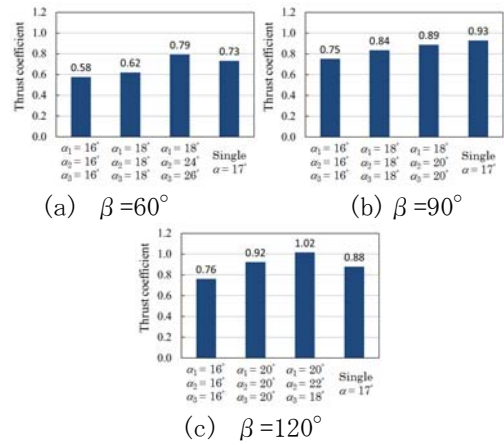 1.2
1.0
0.8
0.6
0.4
0.2
0.0
Thrust coefficient
0.58
0.62
0.79
0.73
α₁ = 16° α₁ = 18° α₁ = 18° Single
α₂ = 16° α₂ = 18° α₂ = 24° α = 17°
α₃ = 16° α₃ = 18° α₃ = 26°
(a) β=60°
1.2
1.0
0.8
0.6
0.4
0.2
0.0
Thrust coefficient
0.75
0.84
0.89
0.93
α₁ = 16° α₁ = 18° α₁ = 18° Single
α₂ = 16° α₂ = 18° α₂ = 20° α = 17°
α₃ = 16° α₃ = 18° α₃ = 20°
(b) β=90°
1.2
1.0
0.8
0.6
0.4
0.2
0.0
Thrust coefficient
0.76
0.92
1.02
0.88
α₁ = 16° α₁ = 20° α₁ = 20° Single
α₂ = 16° α₂ = 20° α₂ = 22° α = 17°
α₃ = 16° α₃ = 20° α₃ = 18°
(c) β=120°